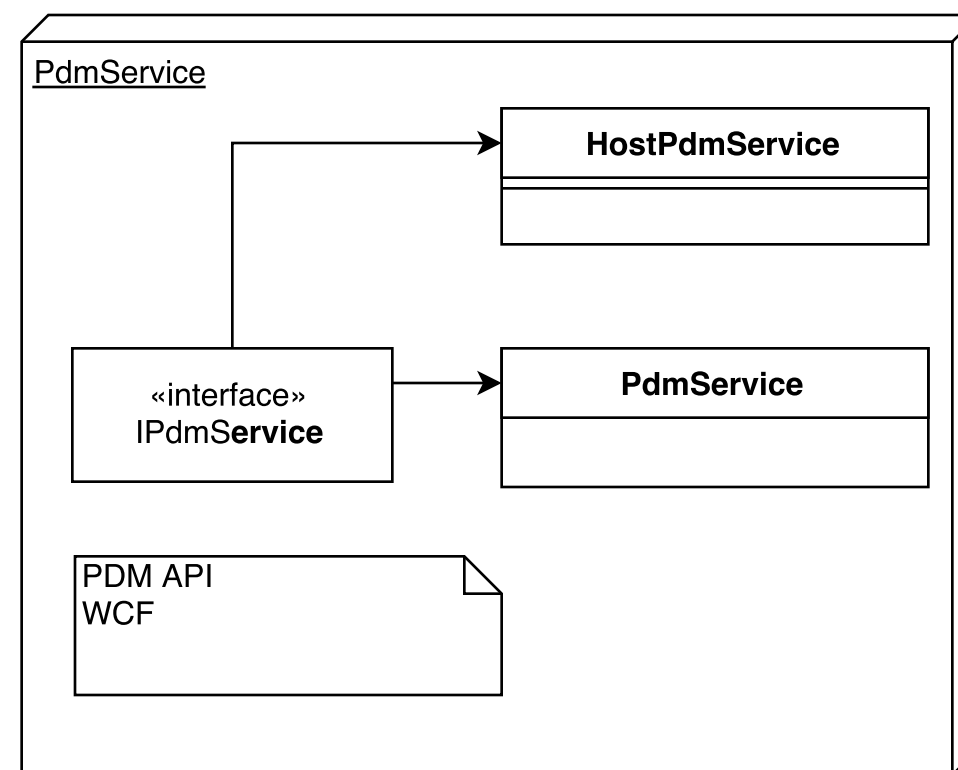 PdmService
HostPdmService
«interface»
IPdmService
PdmService
PDM API
WCF